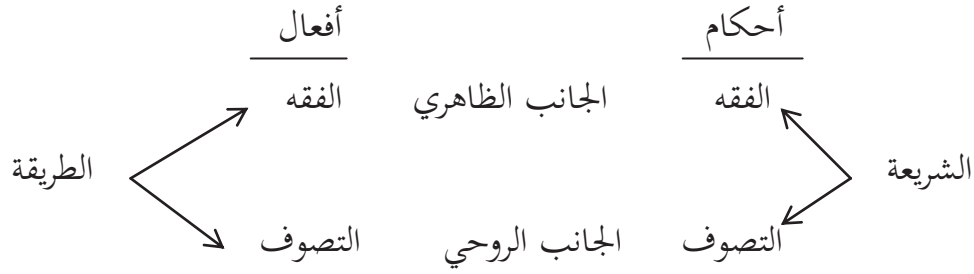 أحكام أفعال
الفقه الجانب الظاهري الفقه
الشريعة الطريقة
التصوف الجانب الروحي التصوف